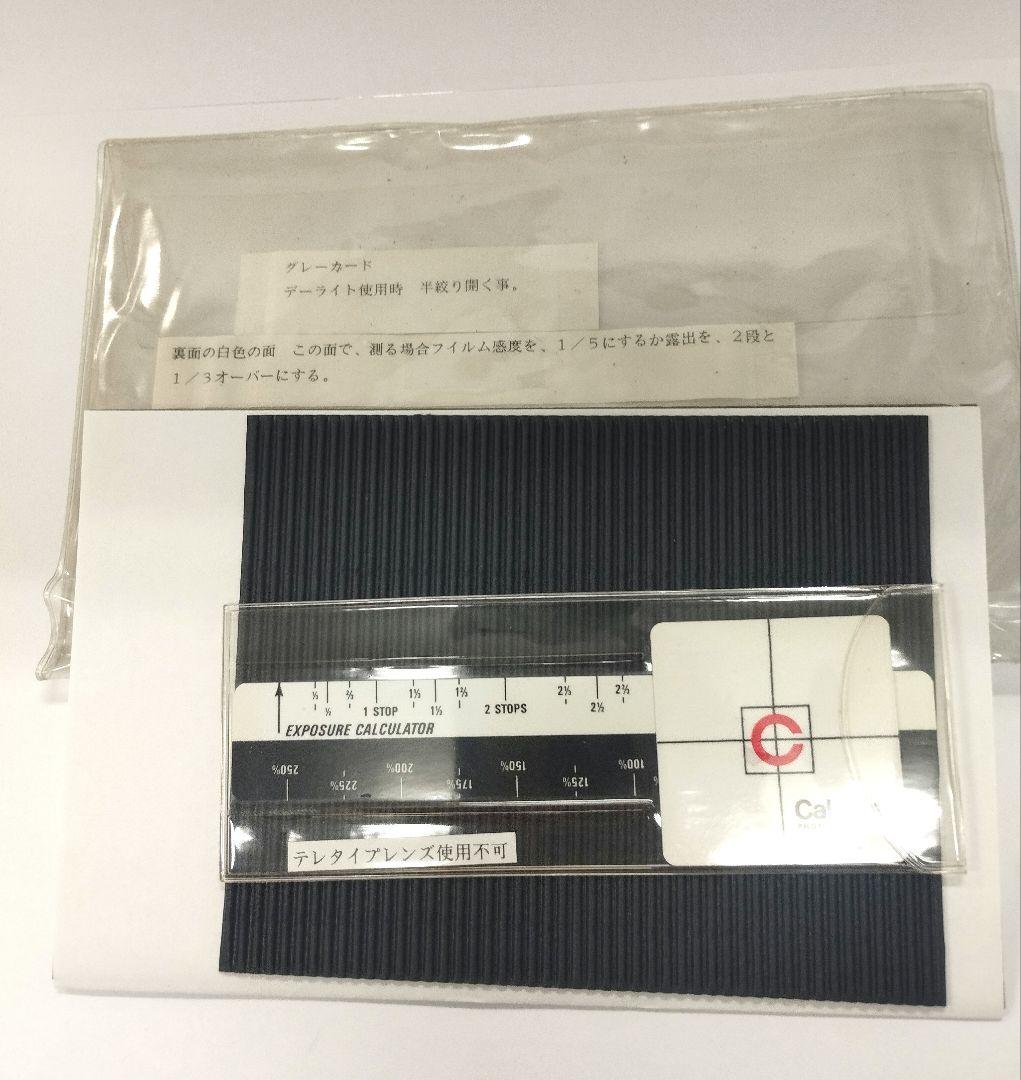 グレーカード
デーライト使用時　半絞り開く事。
裏面の白色の面　この面で、測る場合フイルム感度を、１／５にするか露出を、２段と
１／３オーバーにする。
⅓ ½ ⅔ 1 STOP 1⅓ 1½ 1⅔ 2 STOPS 2⅓ 2½ 2⅔
EXPOSURE CALCULATOR
250% 225% 200% 175% 150% 125% 100%
C
テレタイプレンズ使用不可